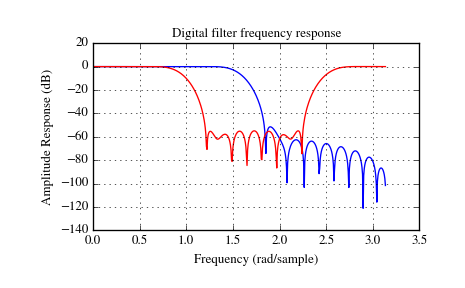 Digital filter frequency response
Amplitude Response (dB)
20
0
−20
−40
−60
−80
−100
−120
−140
0.0 0.5 1.0 1.5 2.0 2.5 3.0 3.5
Frequency (rad/sample)